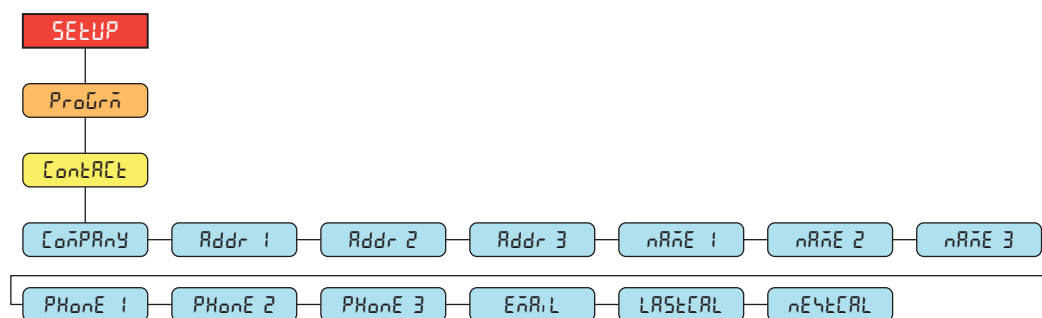 SEtUP
ProGrm
ContACt
ComPAny Addr 1 Addr 2 Addr 3 nAmE 1 nAmE 2 nAmE 3
PHonE 1 PHonE 2 PHonE 3 EmAiL LAStCAL nExtCAL